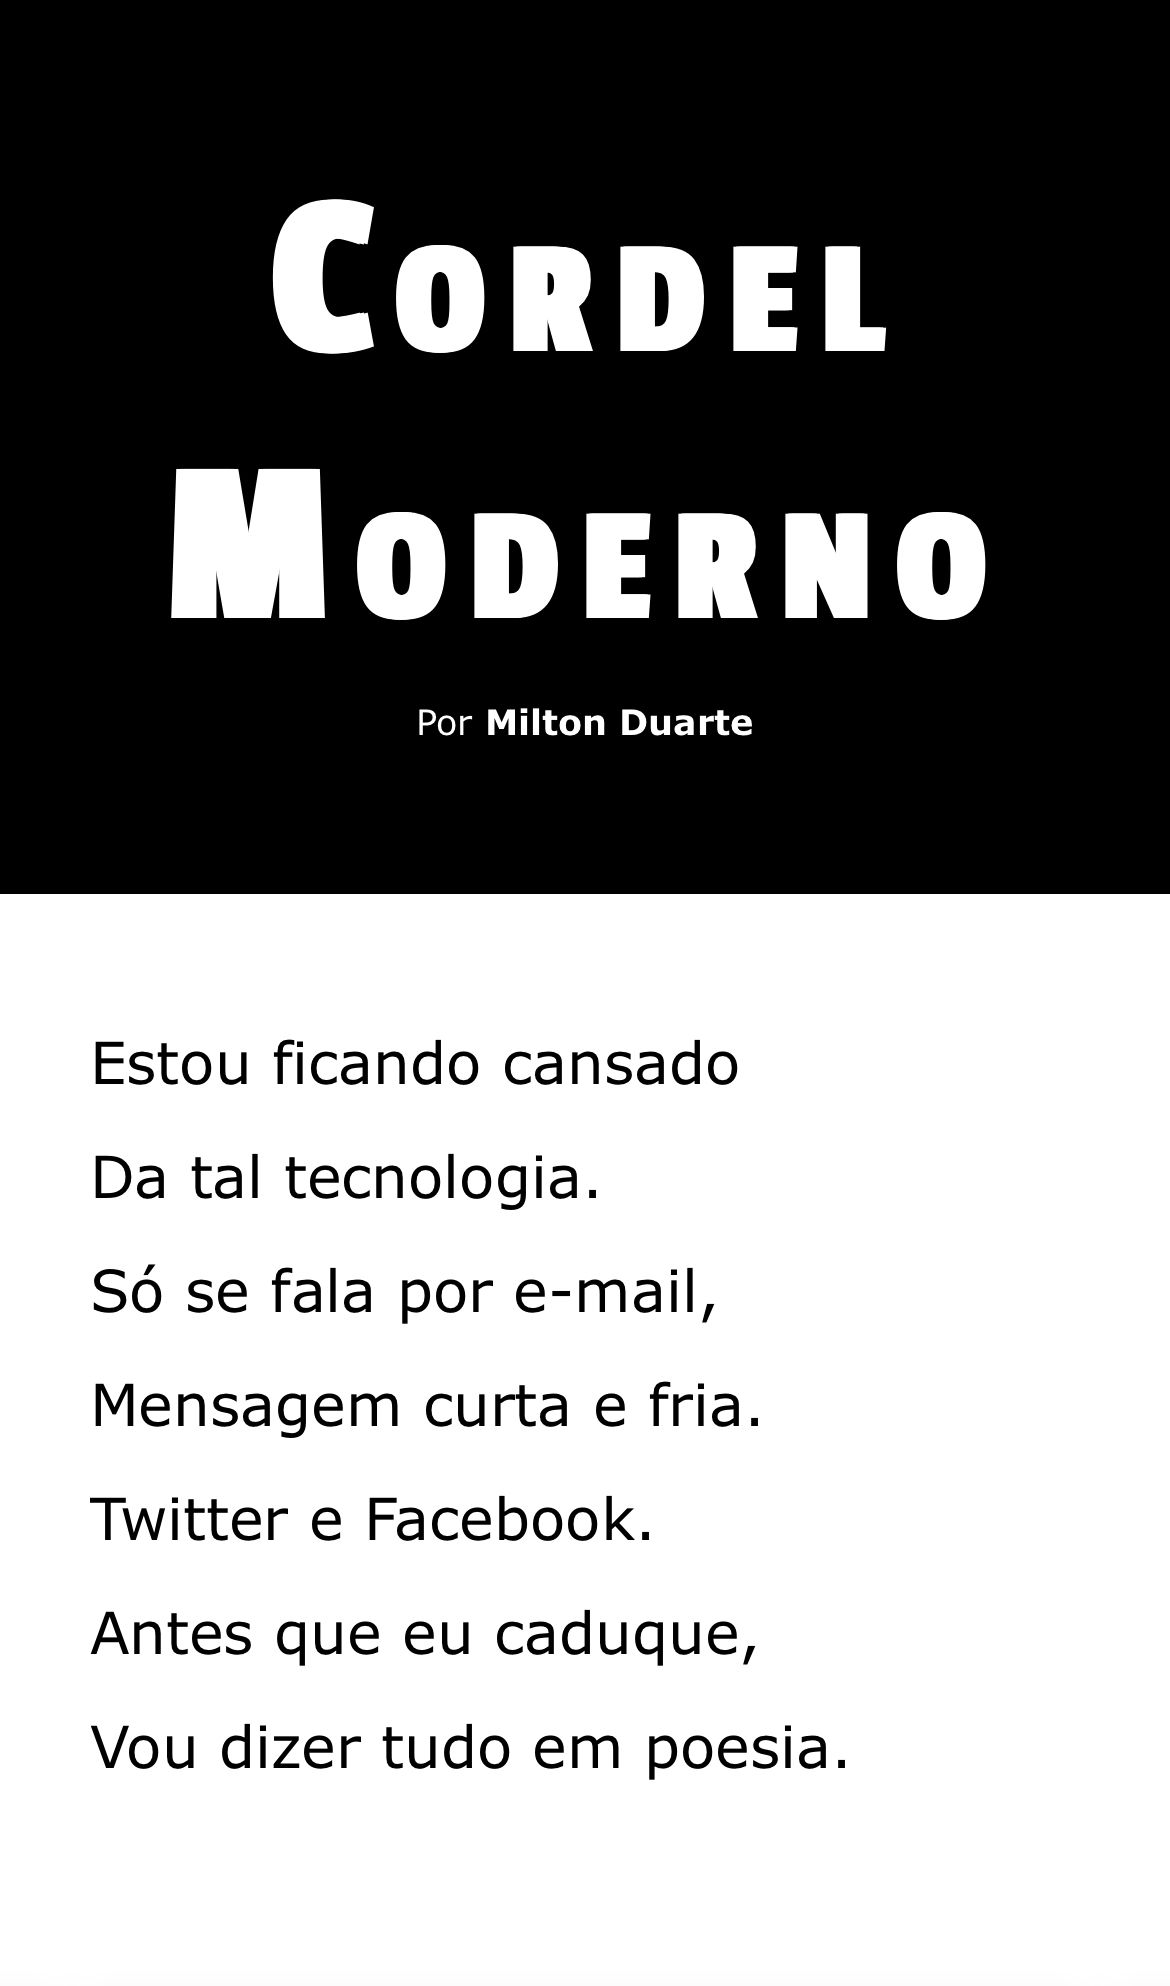 Cordel
Moderno
Por Milton Duarte
Estou ficando cansado
Da tal tecnologia.
Só se fala por e-mail,
Mensagem curta e fria.
Twitter e Facebook.
Antes que eu caduque,
Vou dizer tudo em poesia.